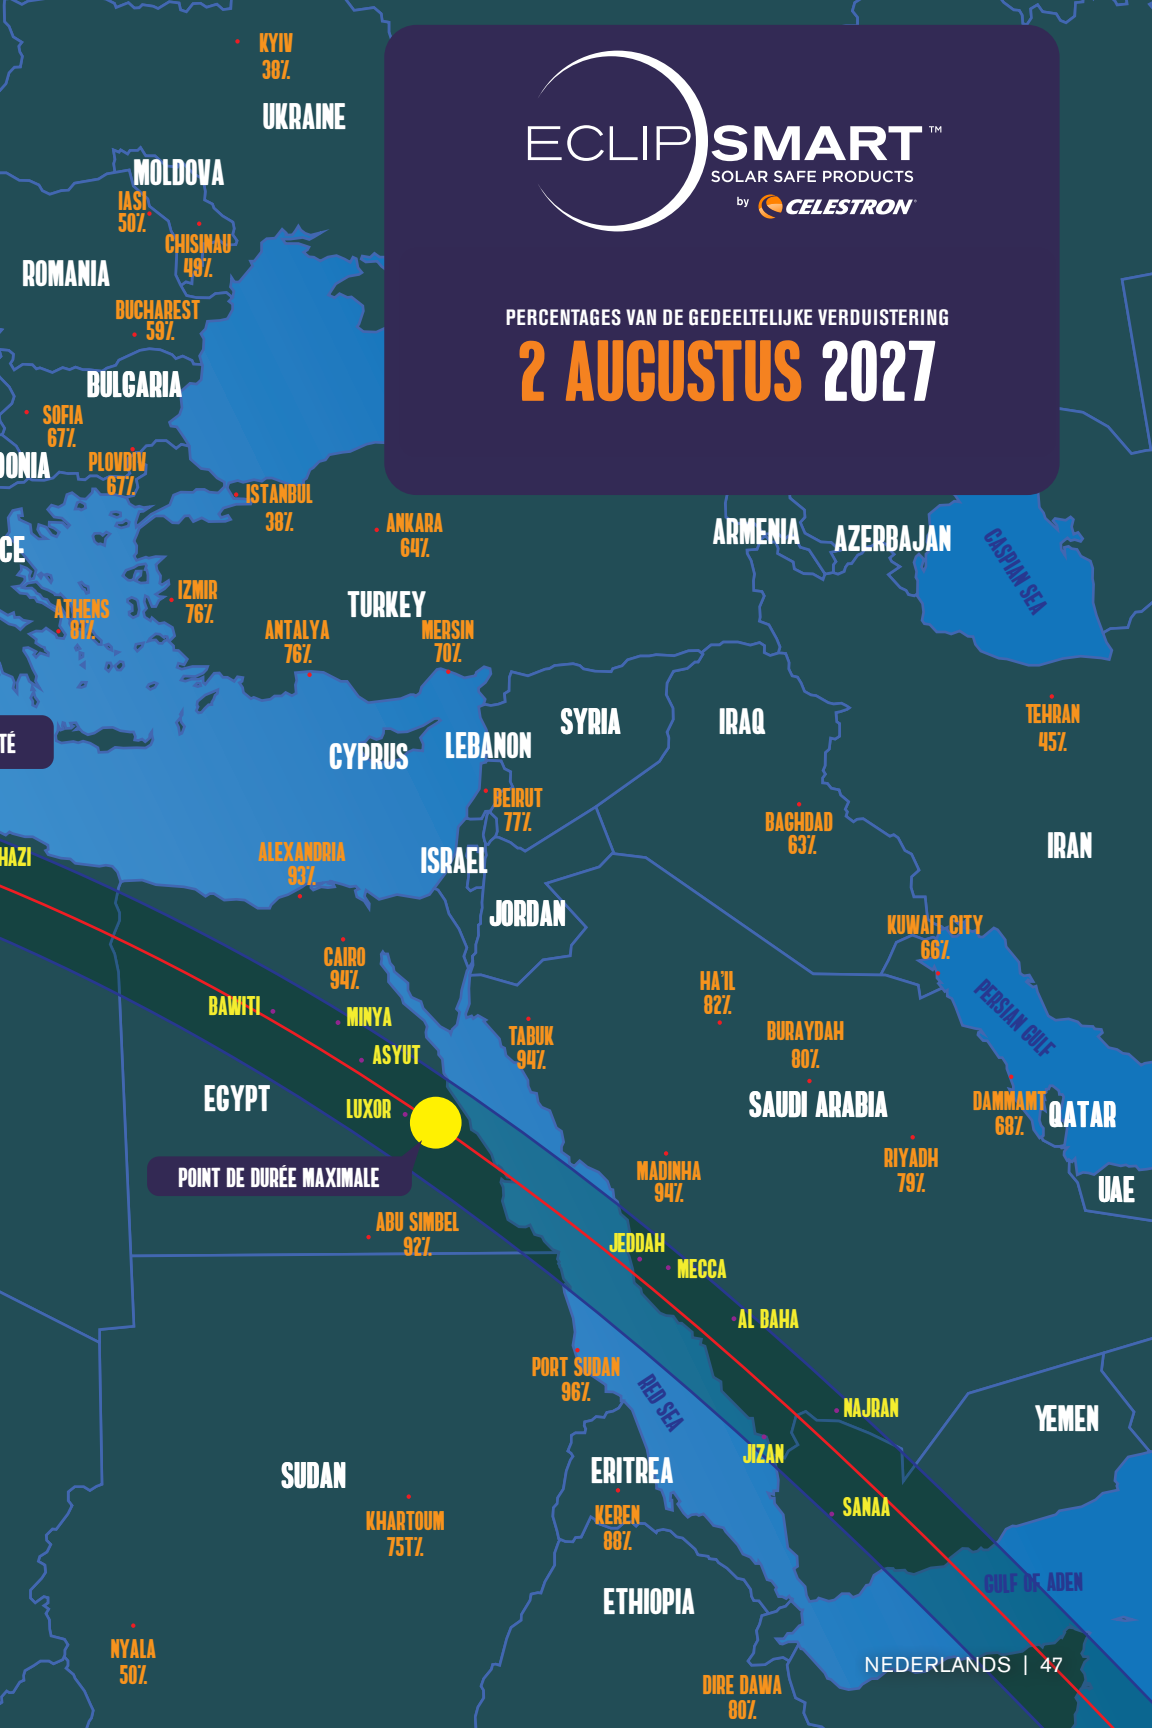 KYIV
38%
UKRAINE
ECLIPSMART™
SOLAR SAFE PRODUCTS
by CELESTRON®
PERCENTAGES VAN DE GEDEELTELIJKE VERDUISTERING
2 AUGUSTUS 2027
MOLDOVA
IASI
50%
CHISINAU
49%
ROMANIA
BUCHAREST
59%
BULGARIA
SOFIA
67%
DONIA
PLOVDIV
67%
ISTANBUL
38%
ANKARA
64%
ARMENIA
AZERBAJAN
CASPIAN SEA
CE
IZMIR
76%
ATHENS
81%
TURKEY
ANTALYA
76%
MERSIN
70%
TEHRAN
45%
TÉ
SYRIA
IRAQ
CYPRUS
LEBANON
BEIRUT
77%
BAGHDAD
63%
IRAN
HAZI
ALEXANDRIA
93%
ISRAEL
JORDAN
KUWAIT CITY
66%
CAIRO
94%
HA'IL
82%
PERSIAN GULF
BAWITI
MINYA
TABUK
94%
BURAYDAH
80%
ASYUT
EGYPT
LUXOR
SAUDI ARABIA
DAMMAMT
68%
QATAR
POINT DE DURÉE MAXIMALE
MADINHA
94%
RIYADH
79%
UAE
ABU SIMBEL
92%
JEDDAH
MECCA
AL BAHA
PORT SUDAN
96%
RED SEA
NAJRAN
YEMEN
JIZAN
SUDAN
ERITREA
SANAA
KHARTOUM
75T%
KEREN
88%
GULF OF ADEN
ETHIOPIA
NYALA
50%
DIRE DAWA
80%
NEDERLANDS | 47